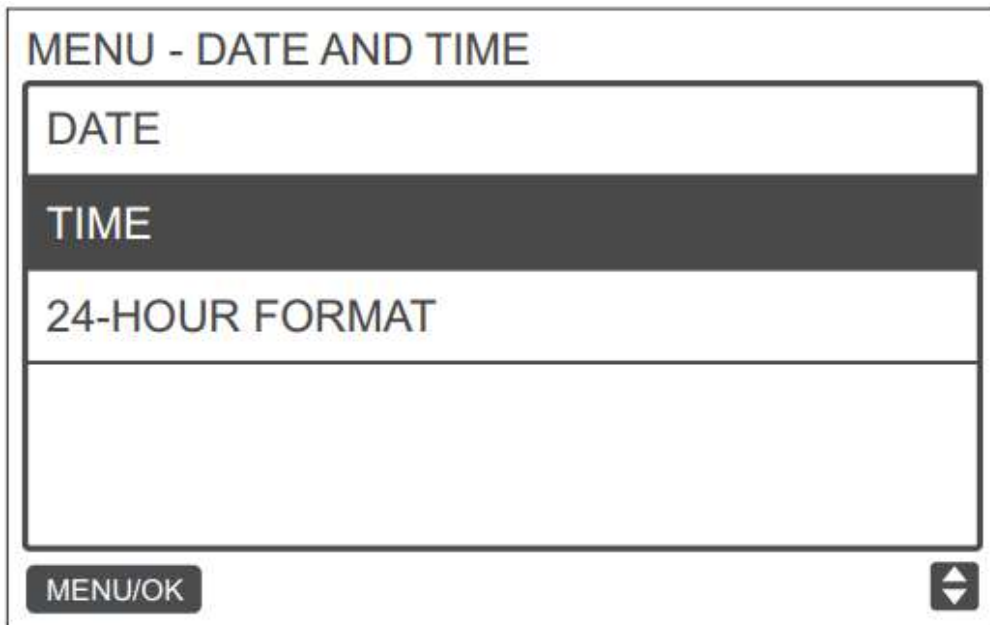 MENU - DATE AND TIME
DATE
TIME
24-HOUR FORMAT
MENU/OK